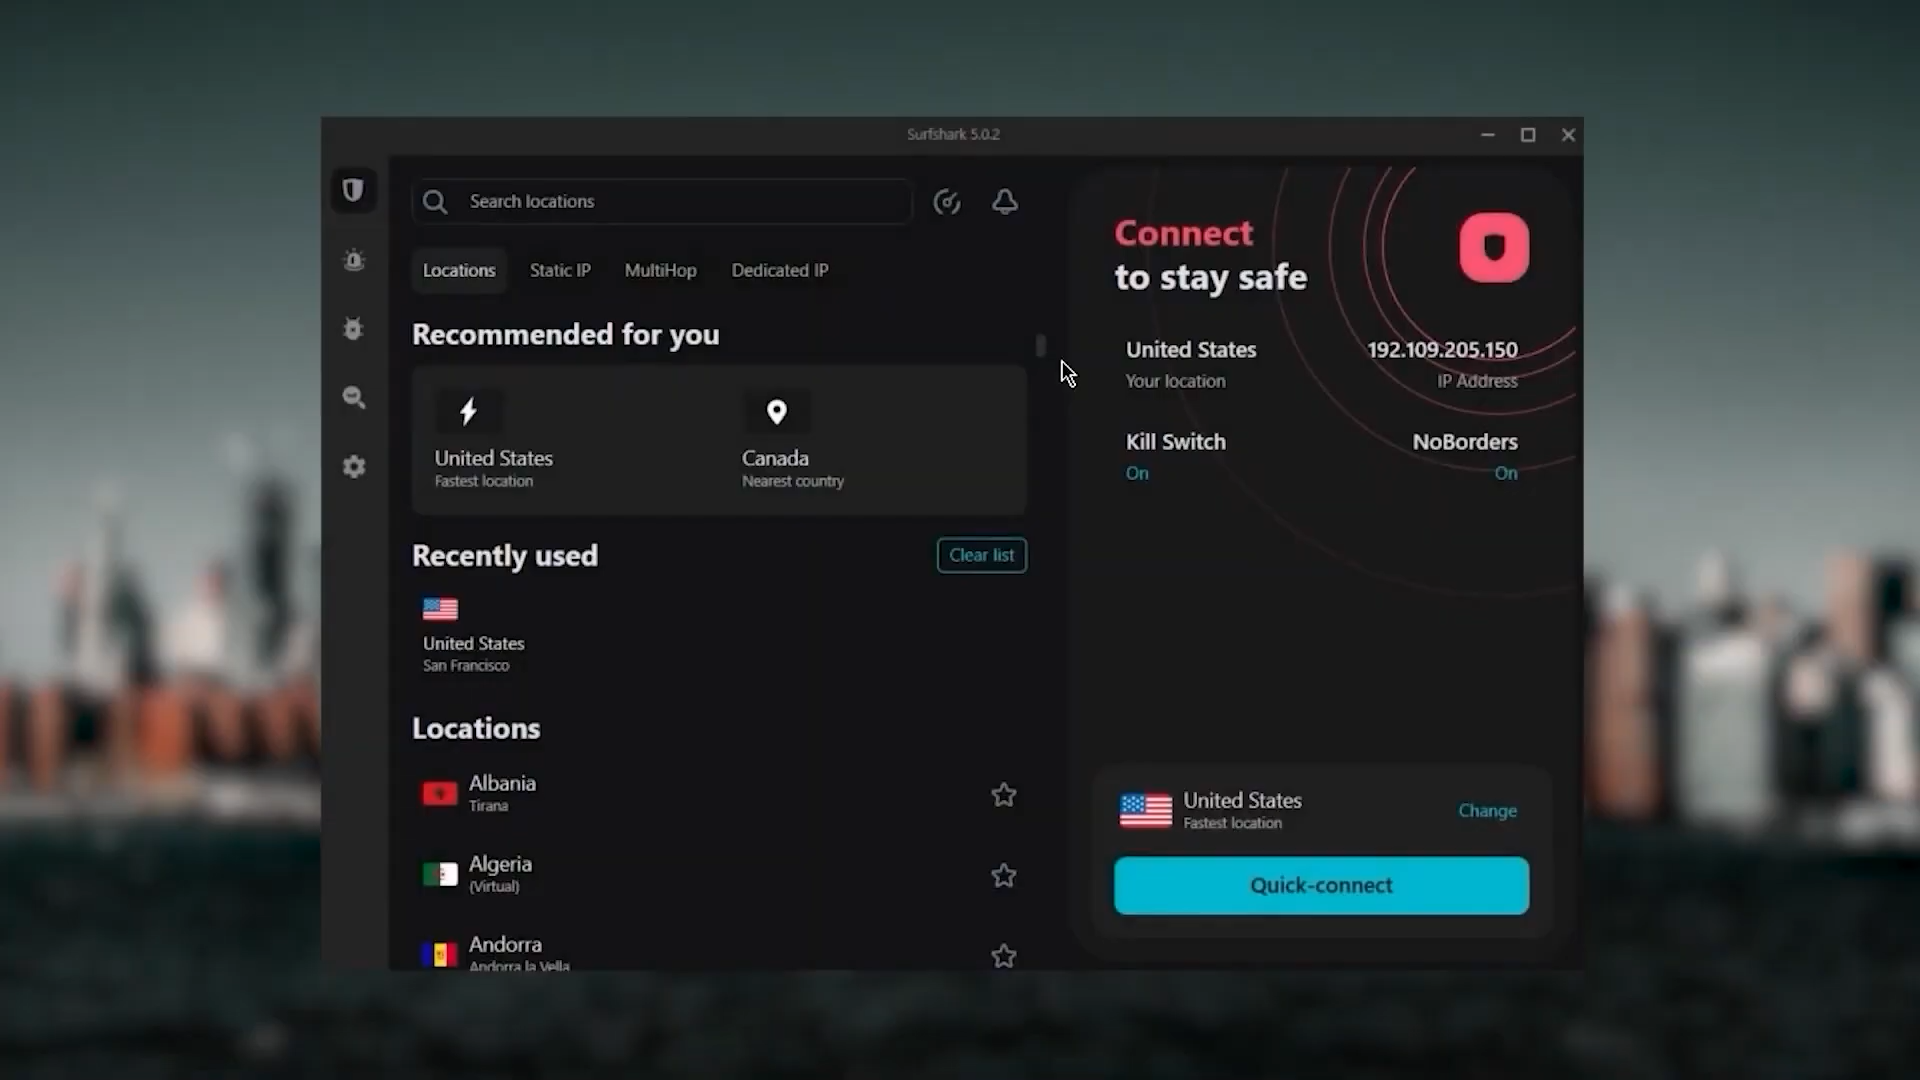 Surfshark 5.0.2
Search locations
Locations Static IP MultiHop Dedicated IP
Recommended for you
United States
Fastest location
Canada
Nearest country
Recently used
Clear list
United States
San Francisco
Locations
Albania
Tirana
Algeria
(Virtual)
Andorra
Andorra la Vella
Connect
to stay safe
United States
Your location
192.109.205.150
IP Address
Kill Switch
On
NoBorders
On
United States
Fastest location
Change
Quick-connect